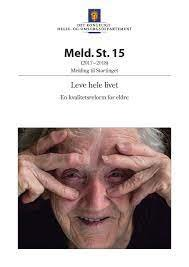 DET KONGELIGE
HELSE- OG OMSORGSDEPARTEMENT
Meld. St. 15
(2017–2018)
Melding til Stortinget
Leve hele livet
En kvalitetsreform for eldre